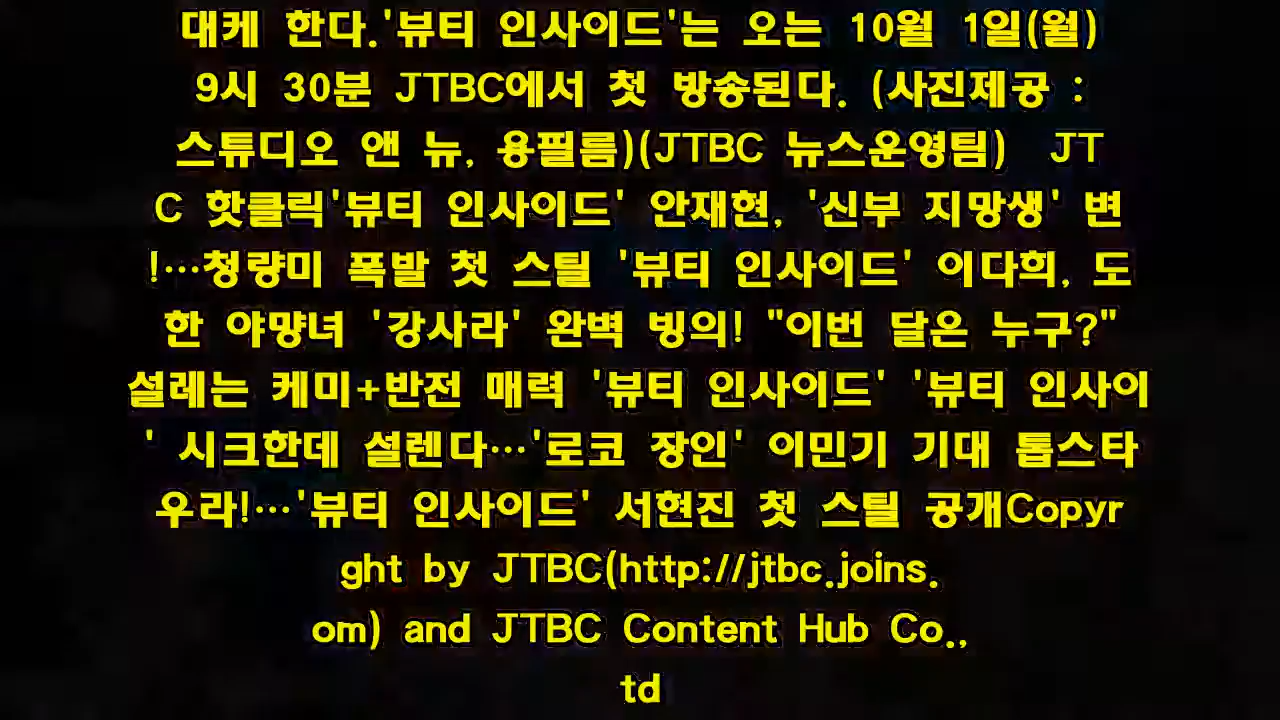 대케 한다.'뷰티 인사이드'는 오는 10월 1일(월)
9시 30분 JTBC에서 첫 방송된다. (사진제공 :
스튜디오 앤 뉴, 용필름)(JTBC 뉴스운영팀) JT
C 핫클릭'뷰티 인사이드' 안재현, '신부 지망생' 변
!…청량미 폭발 첫 스틸 '뷰티 인사이드' 이다희, 도
한 야먕녀 '강사라' 완벽 빙의! "이번 달은 누구?"
설레는 케미+반전 매력 '뷰티 인사이드' '뷰티 인사이
' 시크한데 설렌다…'로코 장인' 이민기 기대 톱스타
우라!…'뷰티 인사이드' 서현진 첫 스틸 공개Copyr
ght by JTBC(http://jtbc.joins.
om) and JTBC Content Hub Co.,
td